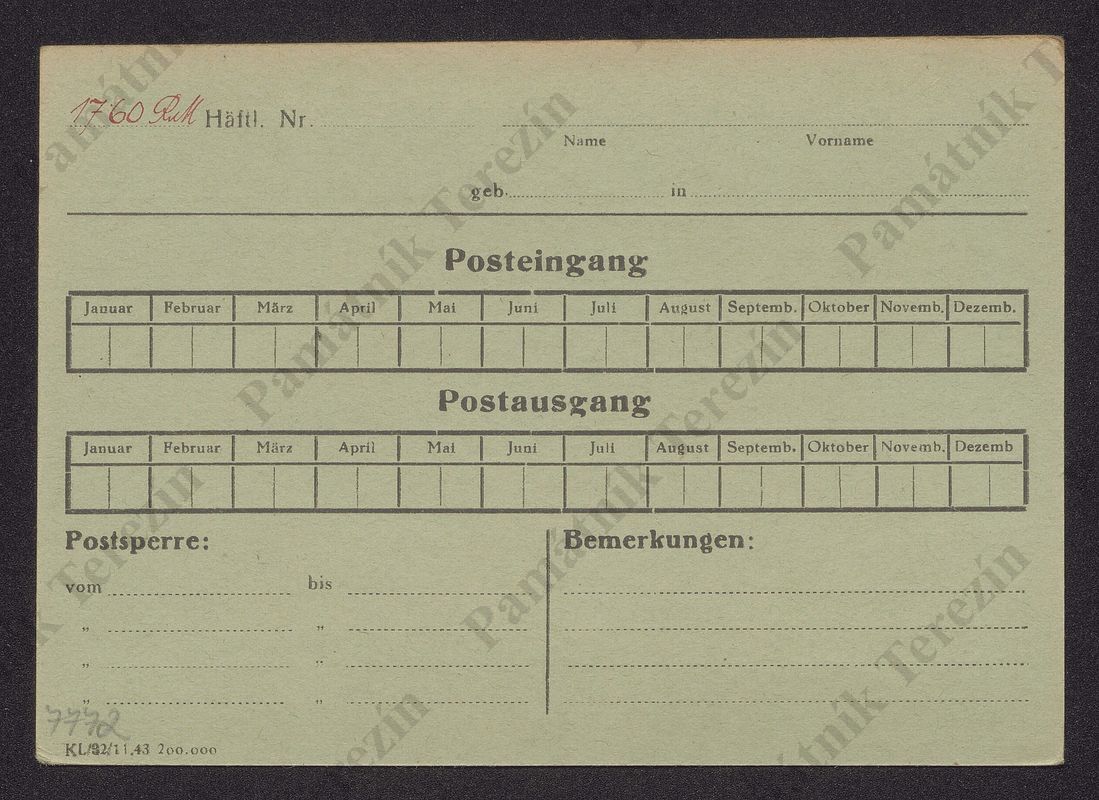 1760 Häftl. Nr.
Name Vorname
geb. in
Posteingang
Januar Februar März April Mai Juni Juli August Septemb. Oktober Novemb. Dezemb.
Postausgang
Januar Februar März April Mai Juni Juli August Septemb. Oktober Novemb. Dezemb
Postsperre: Bemerkungen:
vom bis
„ „
„ „
„ „
7772
KL/32/11.43 200.000
Památník Terezín